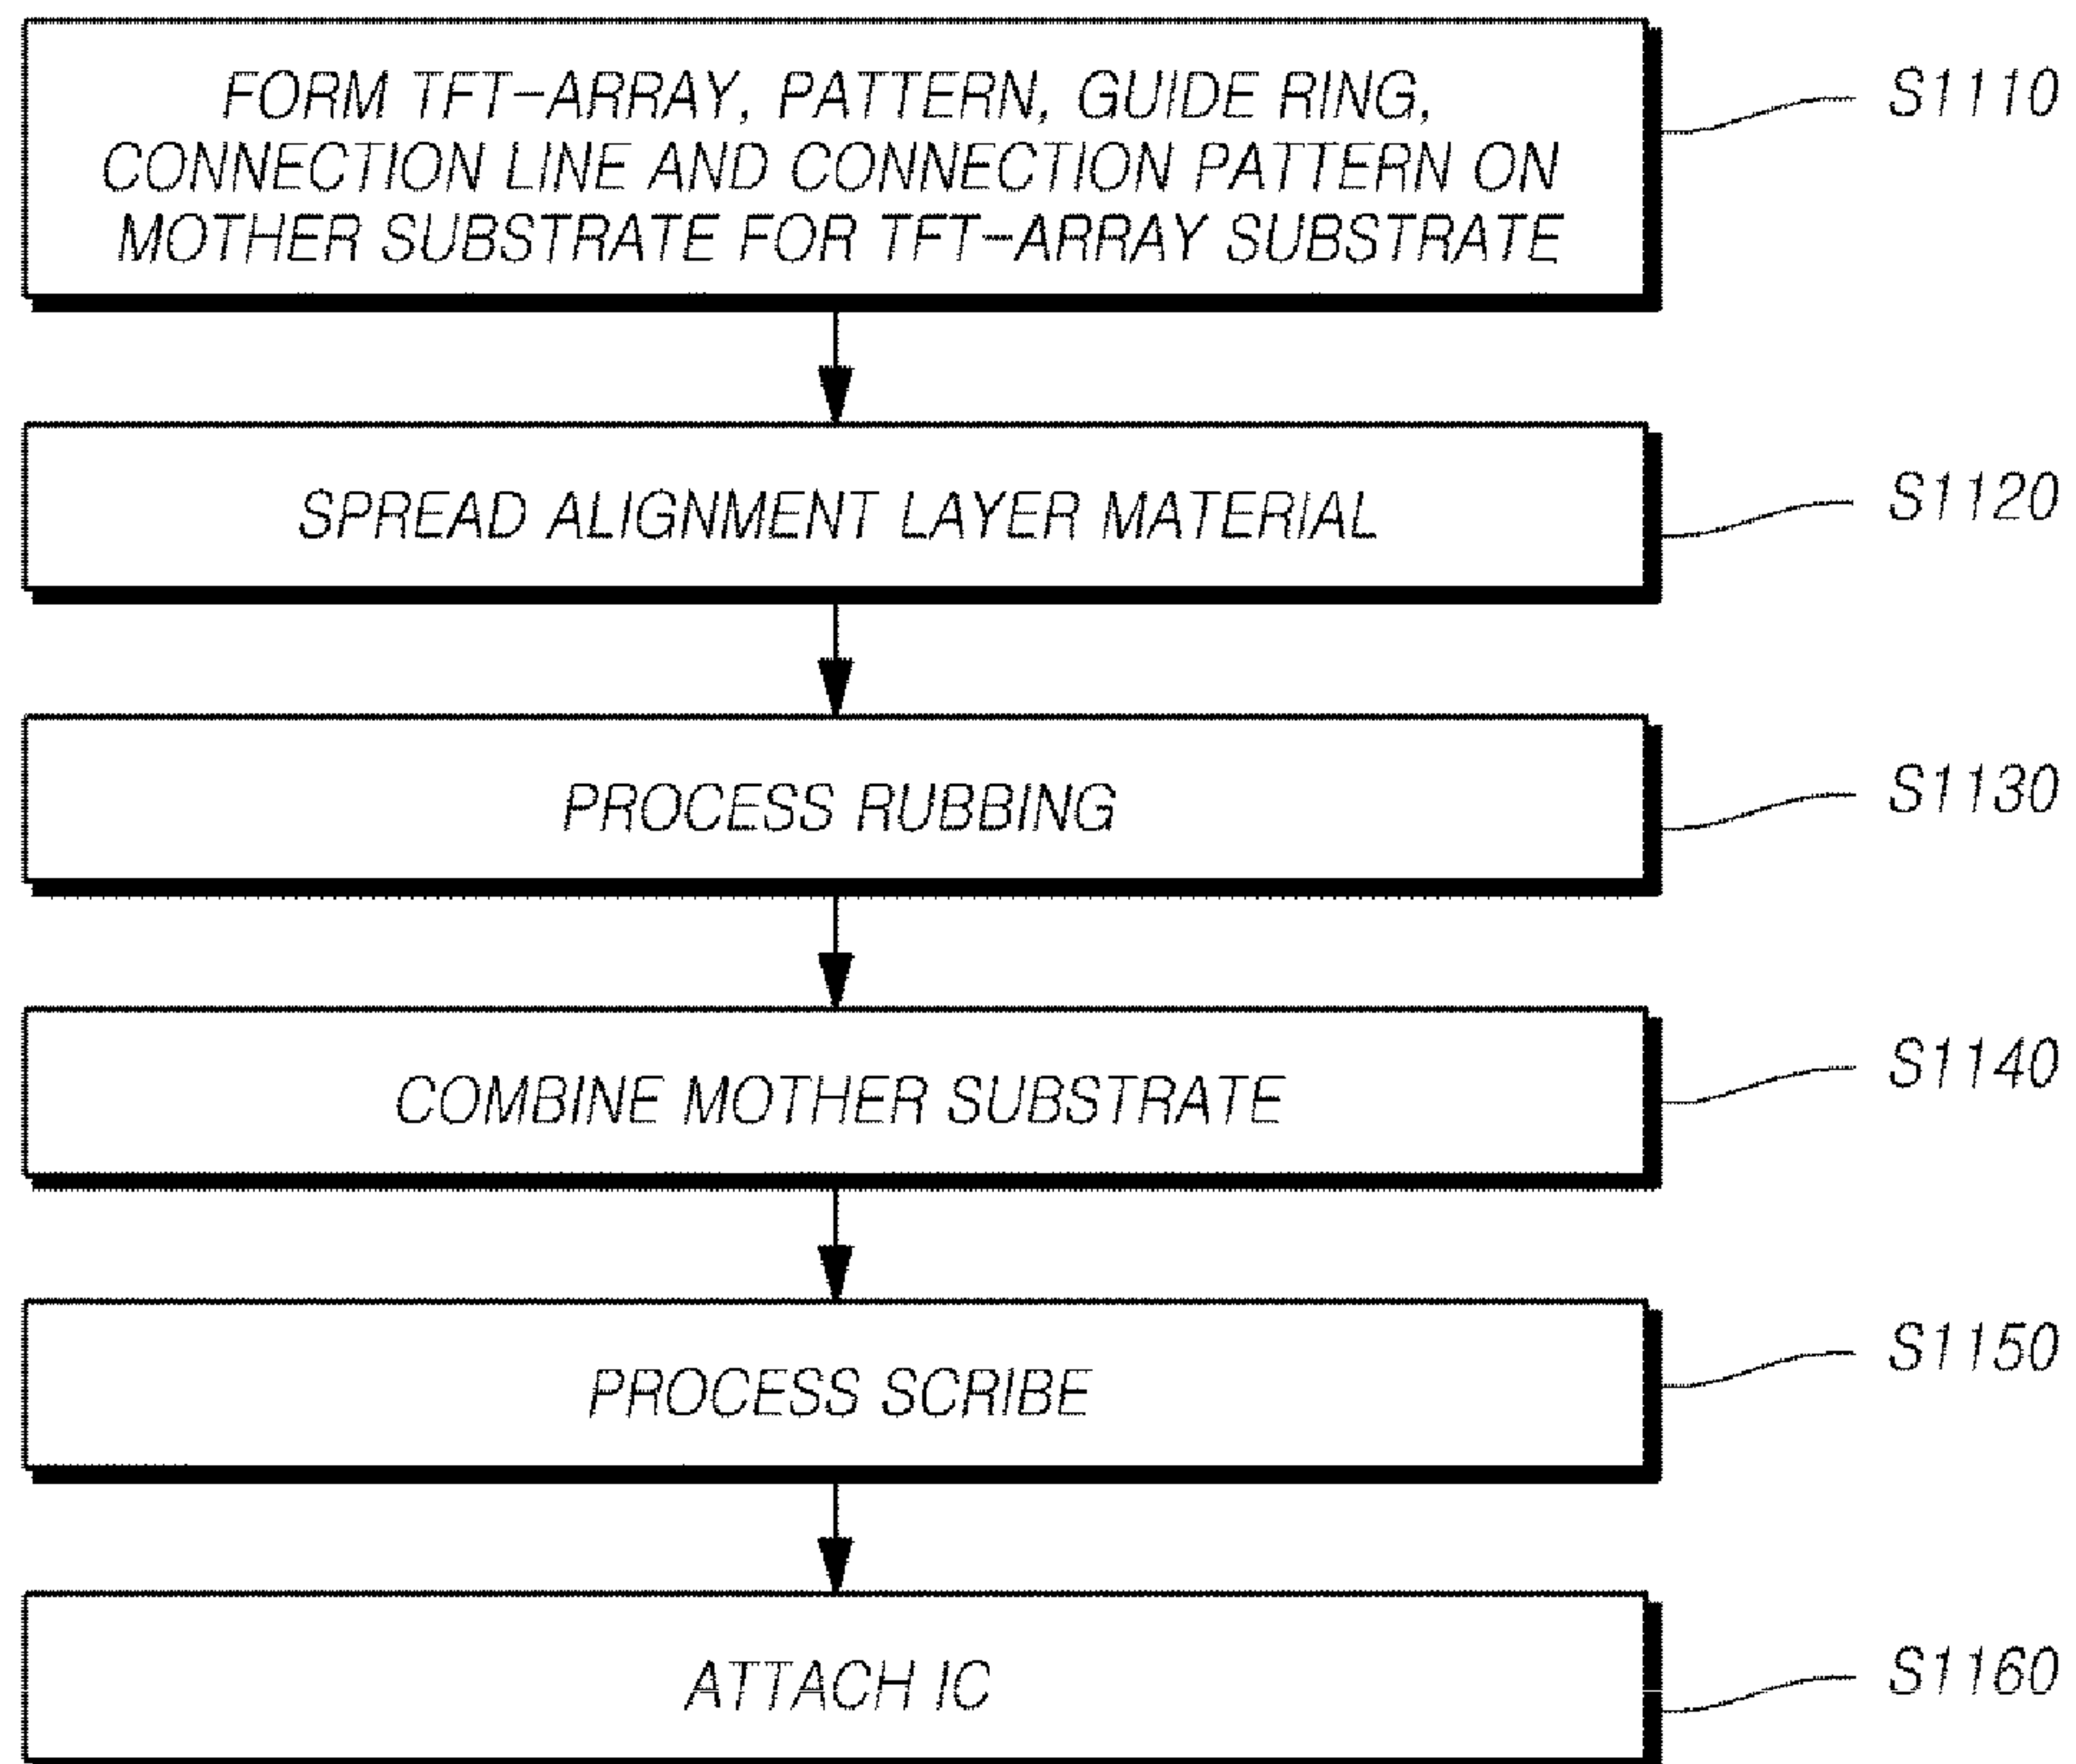 FORM TFT-ARRAY, PATTERN, GUIDE RING,
CONNECTION LINE AND CONNECTION PATTERN ON
MOTHER SUBSTRATE FOR TFT-ARRAY SUBSTRATE
S1110
SPREAD ALIGNMENT LAYER MATERIAL
S1120
PROCESS RUBBING
S1130
COMBINE MOTHER SUBSTRATE
S1140
PROCESS SCRIBE
S1150
ATTACH IC
S1160